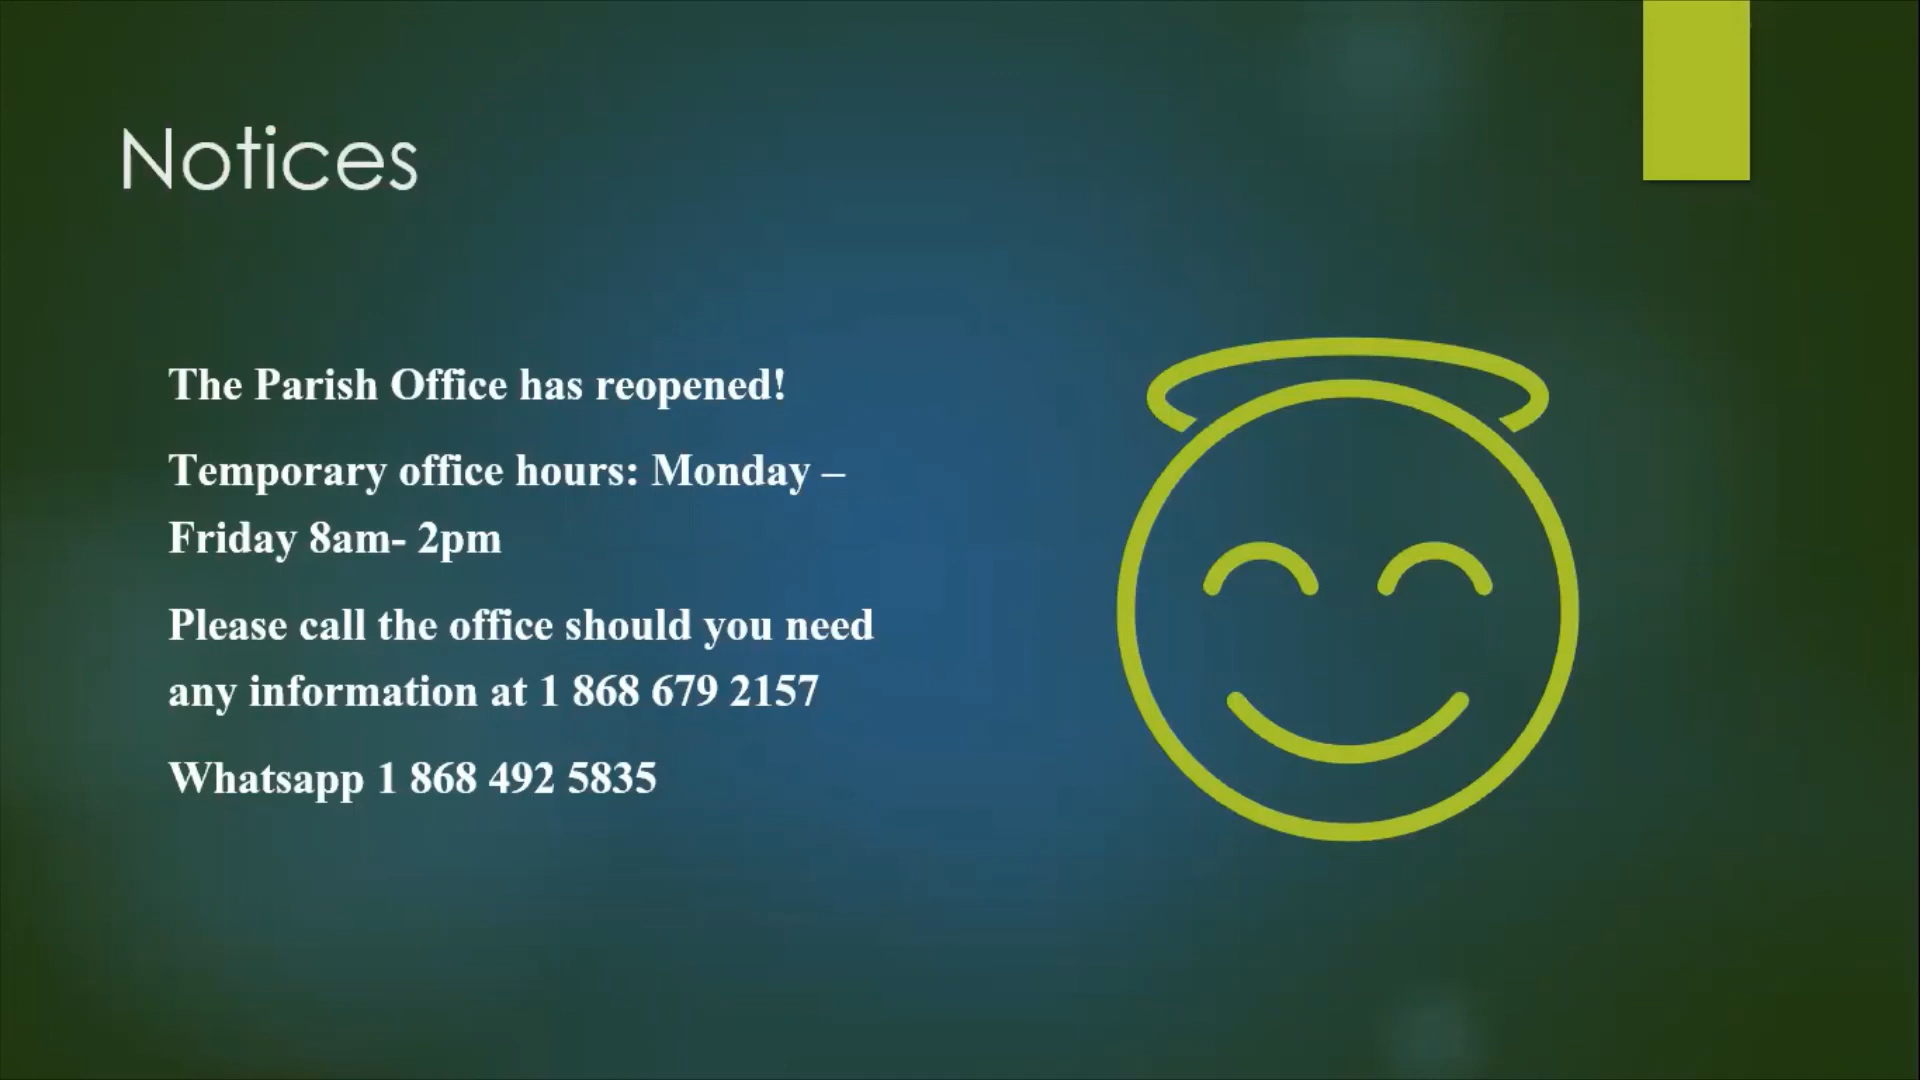 Notices
The Parish Office has reopened!
Temporary office hours: Monday –
Friday 8am- 2pm
Please call the office should you need
any information at 1 868 679 2157
Whatsapp 1 868 492 5835